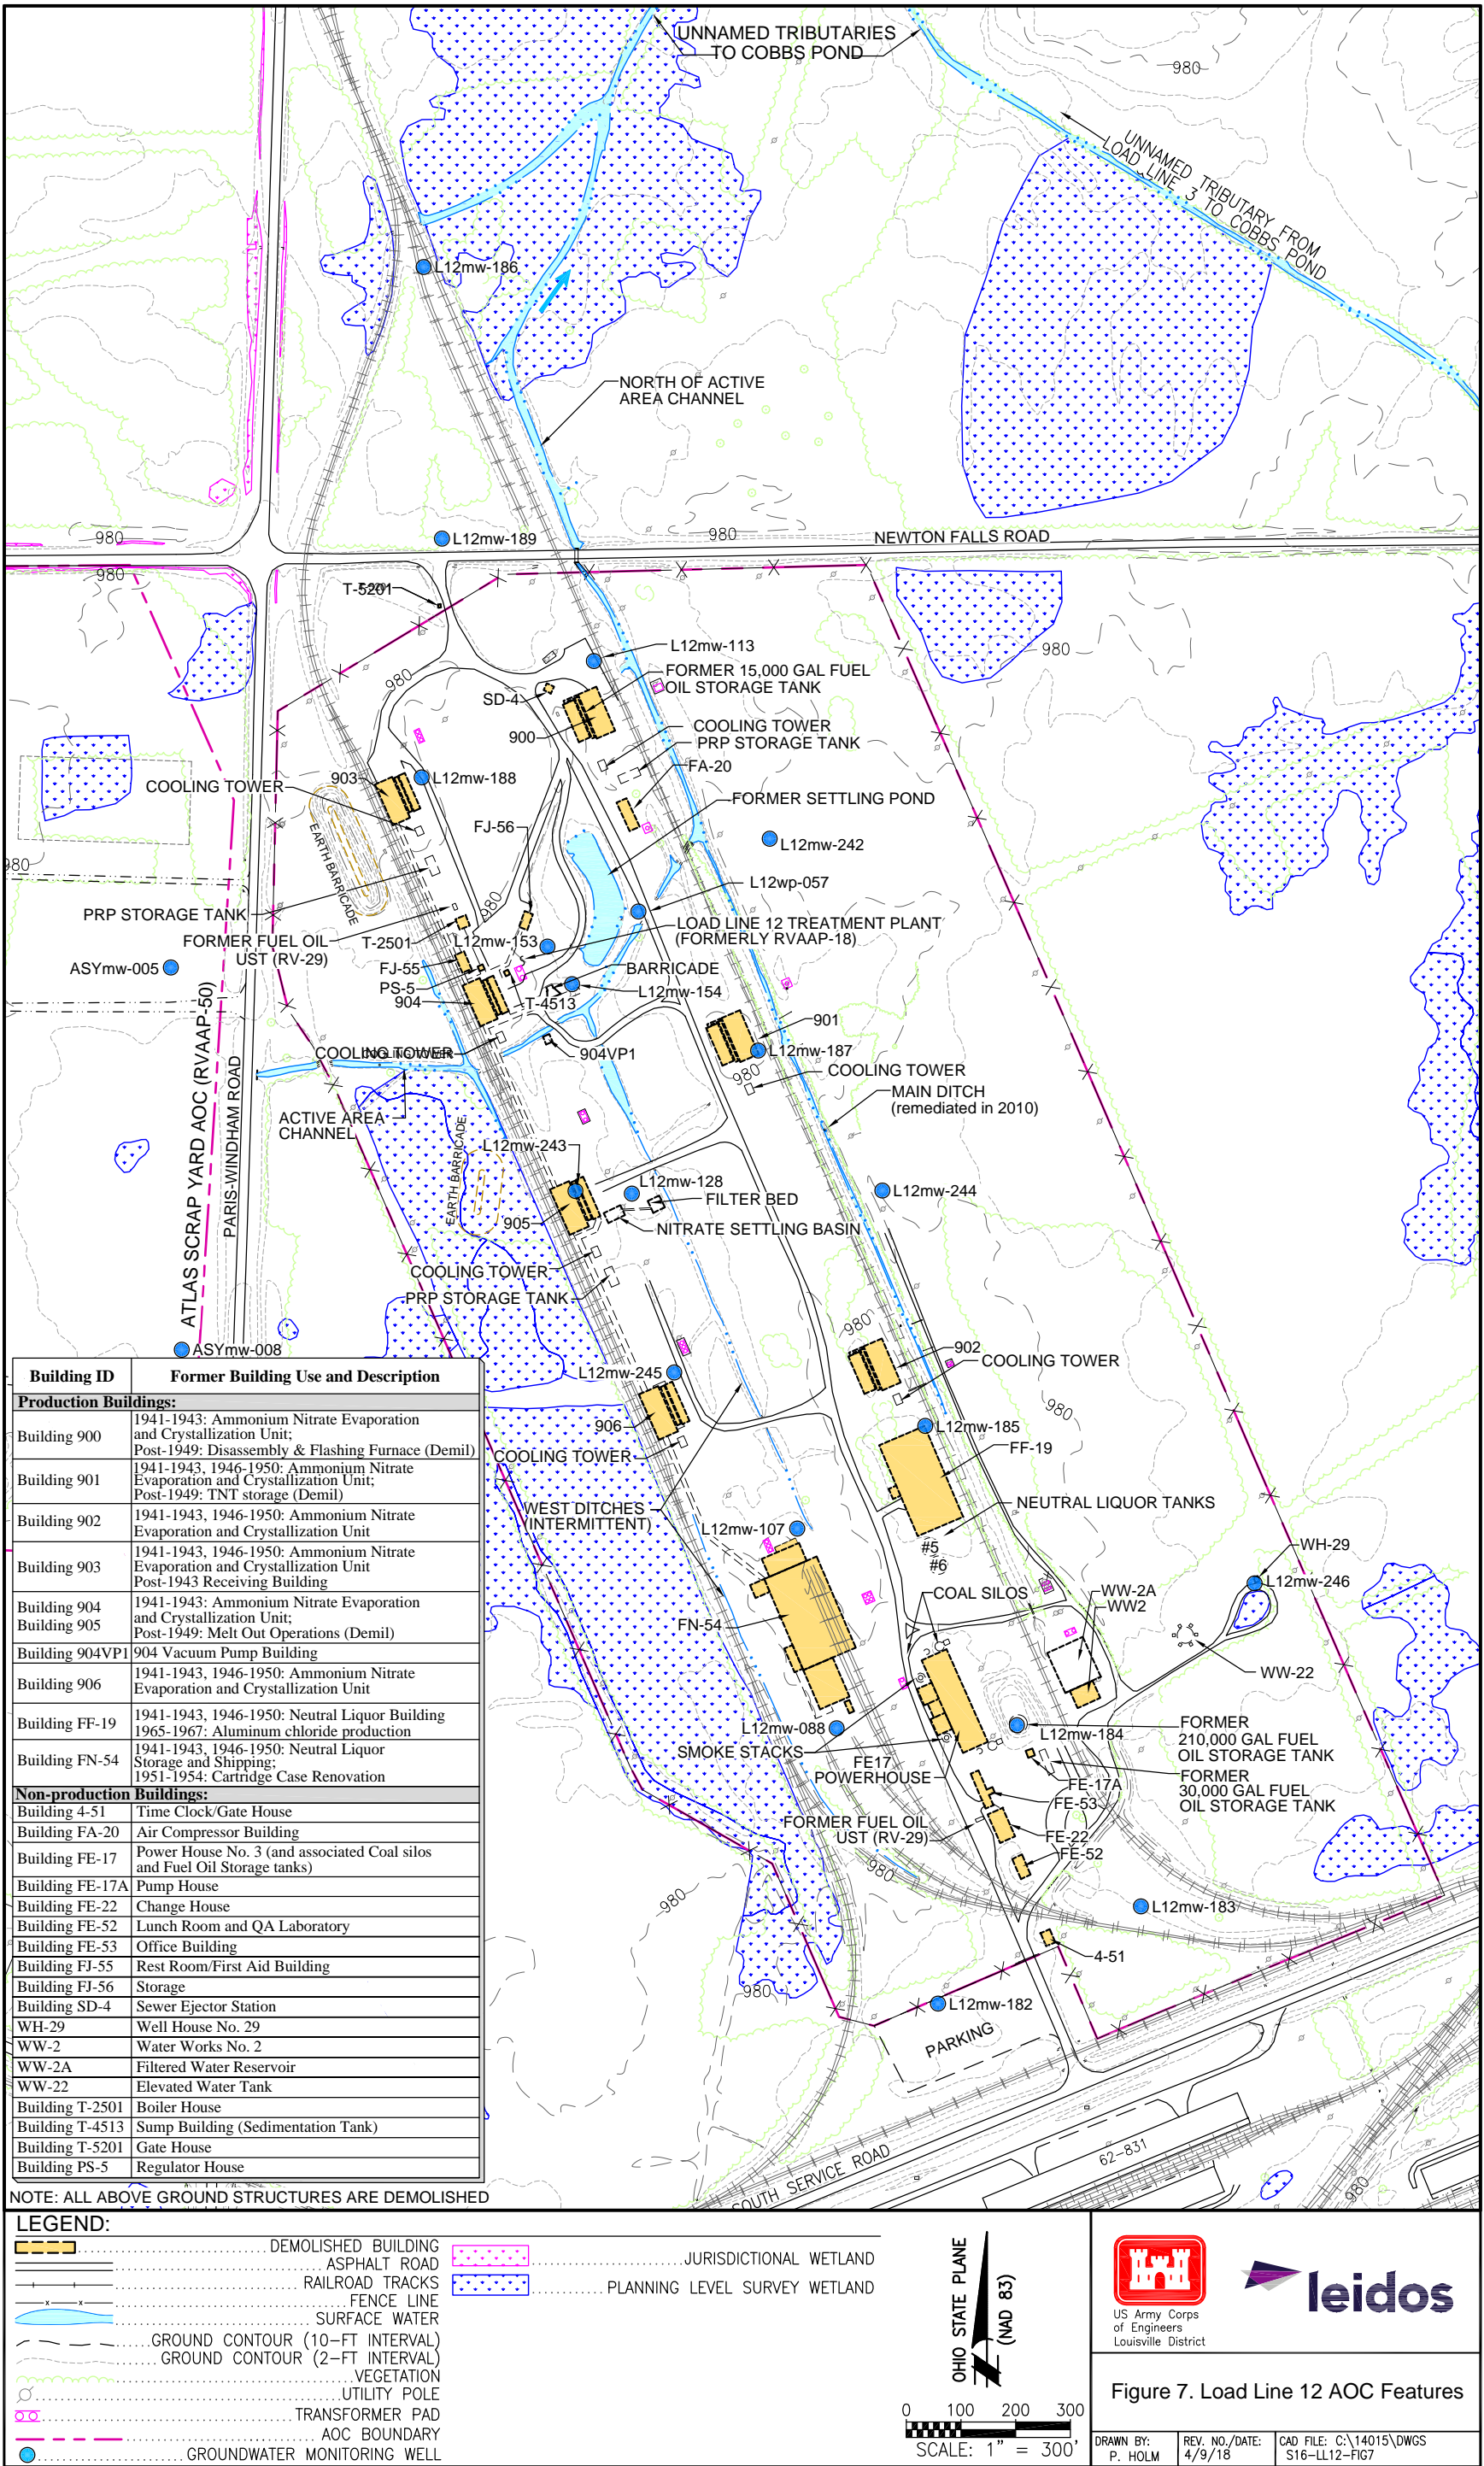 UNNAMED TRIBUTARIES
TO COBBS POND
980
UNNAMED TRIBUTARY FROM
LOAD LINE 3 TO COBBS POND
L12mw-186
NORTH OF ACTIVE
AREA CHANNEL
980
L12mw-189
980
NEWTON FALLS ROAD
980
T-5201
L12mw-113
980
FORMER 15,000 GAL FUEL
OIL STORAGE TANK
980
SD-4
COOLING TOWER
900
PRP STORAGE TANK
FA-20
903
L12mw-188
COOLING TOWER
FORMER SETTLING POND
FJ-56
EARTH BARRICADE
L12mw-242
980
L12wp-057
980
PRP STORAGE TANK
LOAD LINE 12 TREATMENT PLANT
(FORMERLY RVAAP-18)
FORMER FUEL OIL
UST (RV-29)
T-2501
L12mw-153
ASYmw-005
FJ-55
BARRICADE
PS-5
L12mw-154
904
T-4513
901
COOLING TOWER
904VP1
L12mw-187
980
COOLING TOWER
MAIN DITCH
(remediated in 2010)
ACTIVE AREA
CHANNEL
ATLAS SCRAP YARD AOC (RVAAP-50)
PARIS-WINDHAM ROAD
EARTH BARRICADE
L12mw-243
L12mw-128
L12mw-244
FILTER BED
905
NITRATE SETTLING BASIN
COOLING TOWER
PRP STORAGE TANK
980
ASYmw-008
902
COOLING TOWER
L12mw-245
980
906
L12mw-185
FF-19
COOLING TOWER
WEST DITCHES
(INTERMITTENT)
NEUTRAL LIQUOR TANKS
L12mw-107
#5
#6
WH-29
L12mw-246
COAL SILOS
WW-2A
WW2
FN-54
WW-22
L12mw-088
L12mw-184
FORMER
210,000 GAL FUEL
OIL STORAGE TANK
SMOKE STACKS
FE17
POWERHOUSE
FE-17A
FORMER
30,000 GAL FUEL
OIL STORAGE TANK
FE-53
FORMER FUEL OIL
UST (RV-29)
FE-22
FE-52
980
980
L12mw-183
4-51
980
L12mw-182
PARKING
SOUTH SERVICE ROAD
62-831
980
Building ID Former Building Use and Description
Production Buildings:
Building 900 1941-1943: Ammonium Nitrate Evaporation
and Crystallization Unit;
Post-1949: Disassembly & Flashing Furnace (Demil)
Building 901 1941-1943, 1946-1950: Ammonium Nitrate
Evaporation and Crystallization Unit;
Post-1949: TNT storage (Demil)
Building 902 1941-1943, 1946-1950: Ammonium Nitrate
Evaporation and Crystallization Unit
Building 903 1941-1943, 1946-1950: Ammonium Nitrate
Evaporation and Crystallization Unit
Post-1943 Receiving Building
Building 904 1941-1943: Ammonium Nitrate Evaporation
Building 905 and Crystallization Unit;
Post-1949: Melt Out Operations (Demil)
Building 904VP1 904 Vacuum Pump Building
Building 906 1941-1943, 1946-1950: Ammonium Nitrate
Evaporation and Crystallization Unit
Building FF-19 1941-1943, 1946-1950: Neutral Liquor Building
1965-1967: Aluminum chloride production
Building FN-54 1941-1943, 1946-1950: Neutral Liquor
Storage and Shipping;
1951-1954: Cartridge Case Renovation
Non-production Buildings:
Building 4-51 Time Clock/Gate House
Building FA-20 Air Compressor Building
Building FE-17 Power House No. 3 (and associated Coal silos
and Fuel Oil Storage tanks)
Building FE-17A Pump House
Building FE-22 Change House
Building FE-52 Lunch Room and QA Laboratory
Building FE-53 Office Building
Building FJ-55 Rest Room/First Aid Building
Building FJ-56 Storage
Building SD-4 Sewer Ejector Station
WH-29 Well House No. 29
WW-2 Water Works No. 2
WW-2A Filtered Water Reservoir
WW-22 Elevated Water Tank
Building T-2501 Boiler House
Building T-4513 Sump Building (Sedimentation Tank)
Building T-5201 Gate House
Building PS-5 Regulator House
NOTE: ALL ABOVE GROUND STRUCTURES ARE DEMOLISHED
LEGEND:
DEMOLISHED BUILDING
ASPHALT ROAD
RAILROAD TRACKS
FENCE LINE
SURFACE WATER
GROUND CONTOUR (10-FT INTERVAL)
GROUND CONTOUR (2-FT INTERVAL)
VEGETATION
UTILITY POLE
TRANSFORMER PAD
AOC BOUNDARY
GROUNDWATER MONITORING WELL
JURISDICTIONAL WETLAND
PLANNING LEVEL SURVEY WETLAND
OHIO STATE PLANE
(NAD 83)
0 100 200 300
SCALE: 1" = 300'
US Army Corps
of Engineers
Louisville District
leidos
Figure 7. Load Line 12 AOC Features
DRAWN BY:
P. HOLM
REV. NO./DATE:
4/9/18
CAD FILE: C:\14015\DWGS
S16-LL12-FIG7